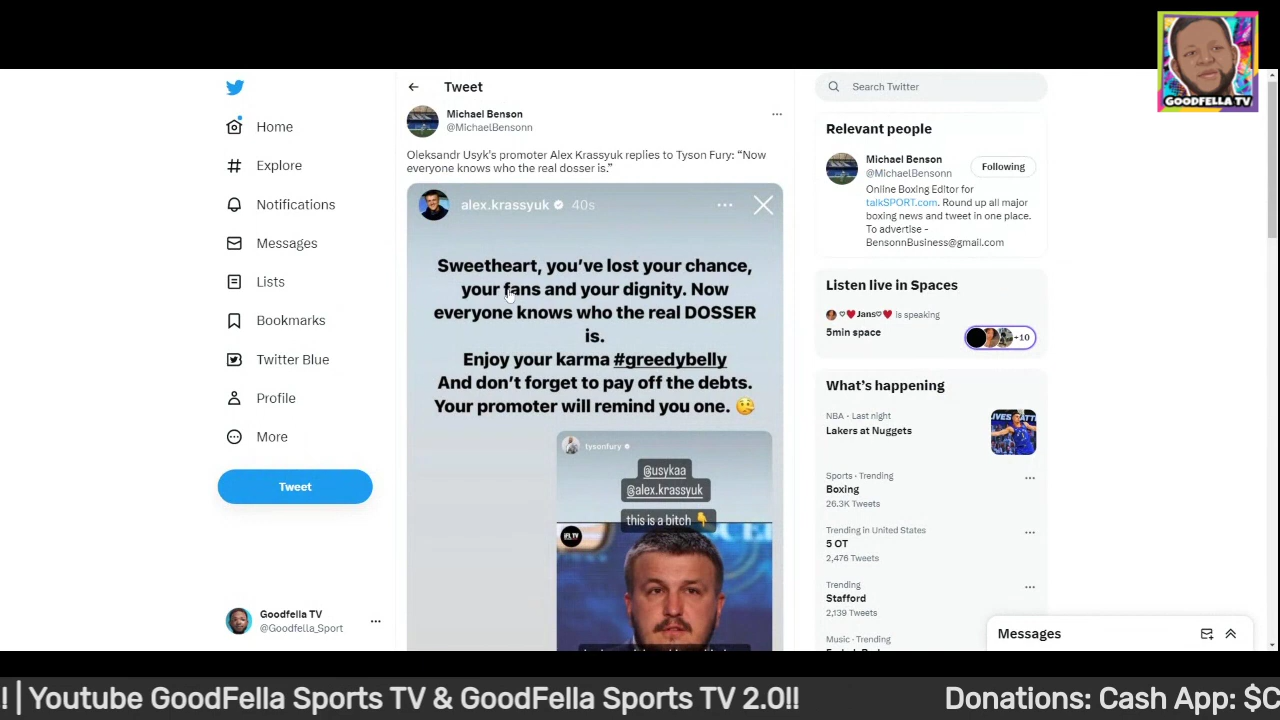 GOODFELLA TV
Home
Explore
Notifications
Messages
Lists
Bookmarks
Twitter Blue
Profile
More
Tweet
Goodfella TV
@Goodfella_Sport
Tweet
Michael Benson
@MichaelBensonn
Oleksandr Usyk's promoter Alex Krassyuk replies to Tyson Fury: “Now
everyone knows who the real dosser is.”
alex.krassyuk 40s
Sweetheart, you’ve lost your chance,
your fans and your dignity. Now
everyone knows who the real DOSSER
is.
Enjoy your karma #greedybelly
And don’t forget to pay off the debts.
Your promoter will remind you one. 🤥
tysonfury
@usykaa
@alex.krassyuk
this is a bitch 👇
IFL TV
Search Twitter
Relevant people
Michael Benson
@MichaelBensonn
Following
Online Boxing Editor for
talkSPORT.com. Round up all major
boxing news and tweet in one place.
To advertise -
BensonnBusiness@gmail.com
Listen live in Spaces
♡❤️Jans♡❤️ is speaking
5min space
+10
What’s happening
NBA · Last night
Lakers at Nuggets
Sports · Trending
Boxing
26.3K Tweets
Trending in United States
5 OT
2,476 Tweets
Trending
Stafford
2,139 Tweets
Music · Trending
Messages
!! | Youtube GoodFella Sports TV & GoodFella Sports TV 2.0!! Donations: Cash App: $C